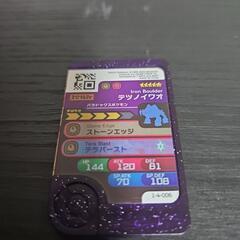 Iron Boulder
テツノイワオ
パラドックスポケモン
Stone Edge
ストーンエッジ
Tera Blast
テラバースト
HP 144 ATK 120 DEF 81
SP.ATK 70 SP.DEF 108
1-4-006